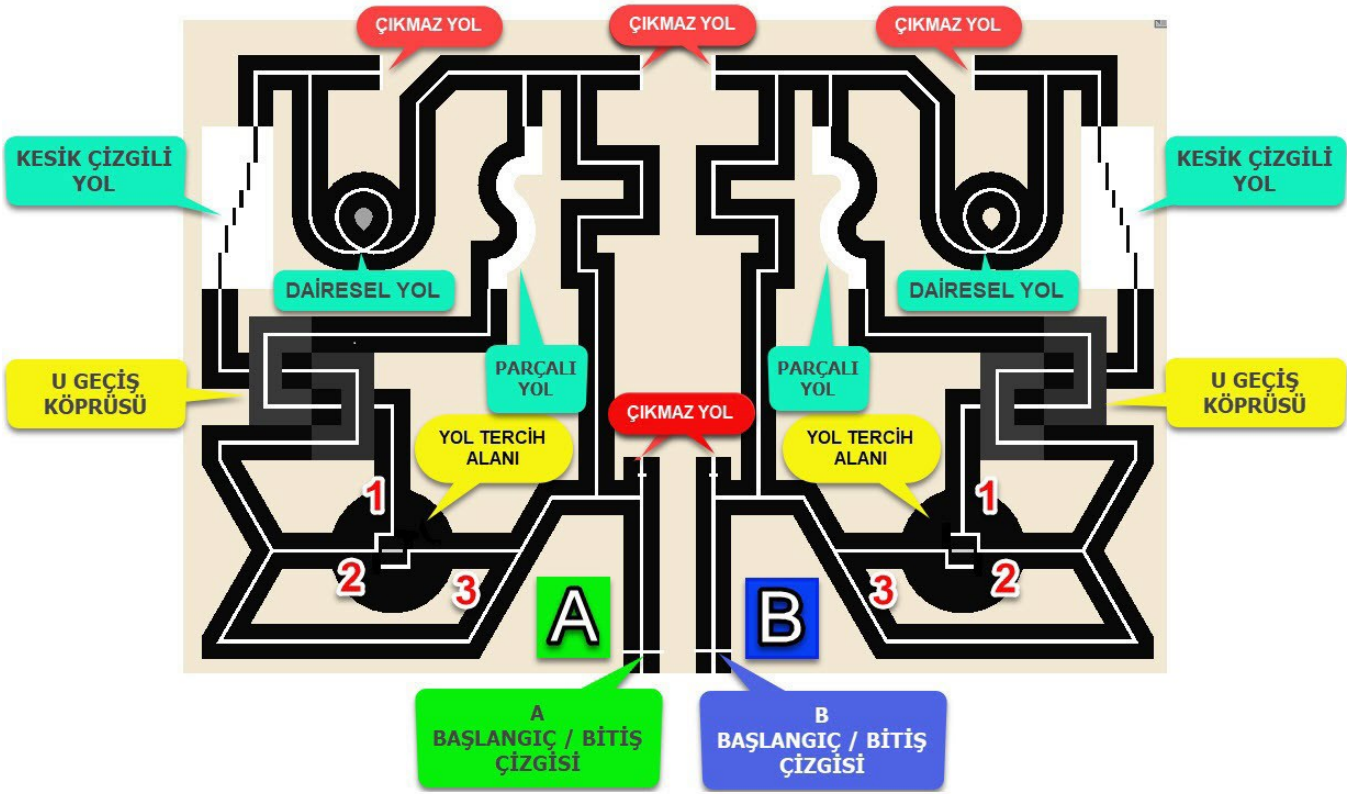 ÇIKMAZ YOL
ÇIKMAZ YOL
ÇIKMAZ YOL
KESİK ÇİZGİLİ
YOL
KESİK ÇİZGİLİ
YOL
DAİRESEL YOL
DAİRESEL YOL
PARÇALI
YOL
PARÇALI
YOL
U GEÇİŞ
KÖPRÜSÜ
U GEÇİŞ
KÖPRÜSÜ
ÇIKMAZ YOL
YOL TERCİH
ALANI
YOL TERCİH
ALANI
1
2
3
1
2
3
A
B
A
BAŞLANGIÇ / BİTİŞ
ÇİZGİSİ
B
BAŞLANGIÇ / BİTİŞ
ÇİZGİSİ